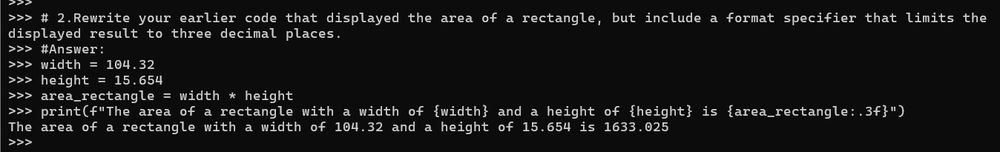 >>>
>>> # 2.Rewrite your earlier code that displayed the area of a rectangle, but include a format specifier that limits the
displayed result to three decimal places.
>>> #Answer:
>>> width = 104.32
>>> height = 15.654
>>> area_rectangle = width * height
>>> print(f"The area of a rectangle with a width of {width} and a height of {height} is {area_rectangle:.3f}")
The area of a rectangle with a width of 104.32 and a height of 15.654 is 1633.025
>>>